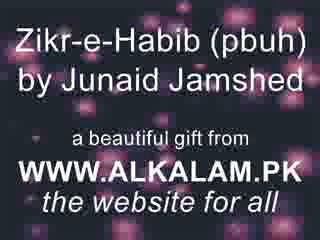 Zikr-e-Habib (pbuh)
by Junaid Jamshed
a beautiful gift from
WWW.ALKALAM.PK
the website for all